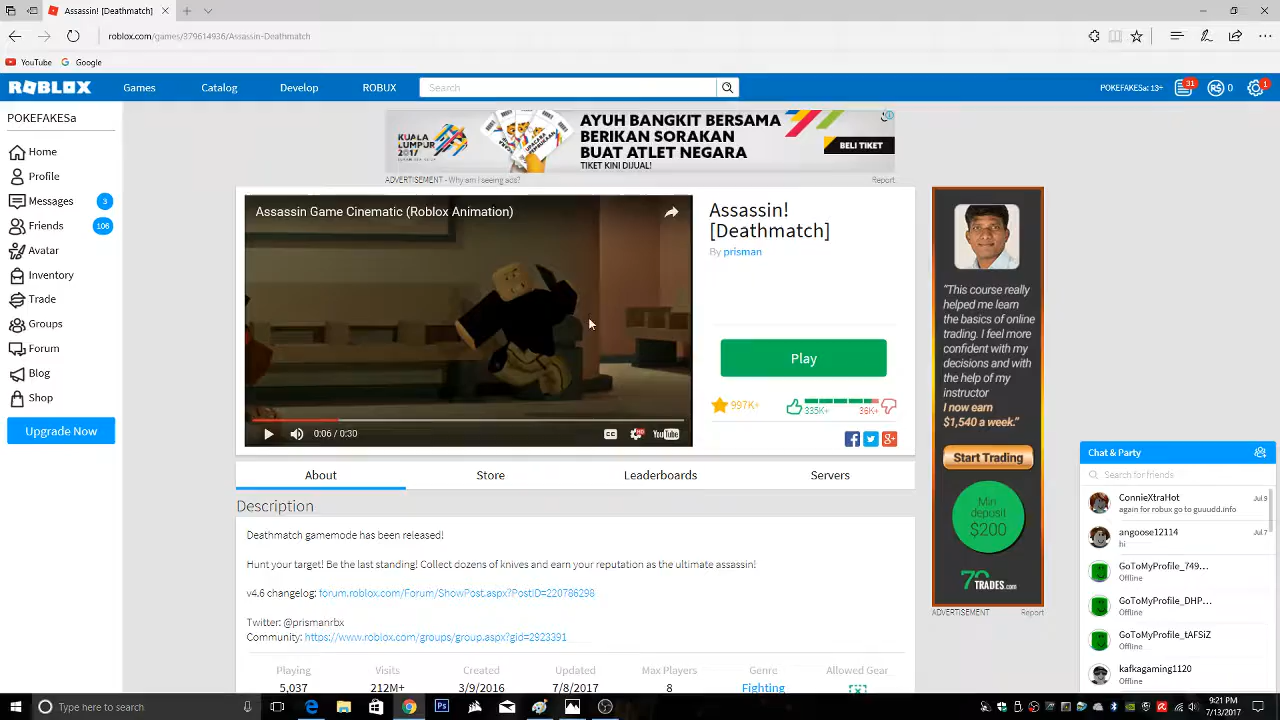 Assassin! [Deathmatch]
roblox.com/games/379614936/Assassin-Deathmatch
YouTube
Google
ROBLOX
Games
Catalog
Develop
ROBUX
Search
POKEFAKESa: 13+
31
0
1
POKEFAKESa
Home
Profile
Messages
3
Friends
106
Avatar
Inventory
Trade
Groups
Forum
Blog
Shop
Upgrade Now
KUALA LUMPUR 2017
AYUH BANGKIT BERSAMA
BERIKAN SORAKAN
BUAT ATLET NEGARA
TIKET KINI DIJUAL!
BELI TIKET
ADVERTISEMENT - Why am I seeing ads?
Report
Assassin Game Cinematic (Roblox Animation)
0:06 / 0:30
CC
HD
YouTube
Assassin!
[Deathmatch]
By prisman
Play
997K+
335K+
36K+
About
Store
Leaderboards
Servers
Description
Deathmatch gamemode has been released!
Hunt your target! Be the last standing! Collect dozens of knives and earn your reputation as the ultimate assassin!
v4.6 changelog: forum.roblox.com/Forum/ShowPost.aspx?PostID=220786298
Twitter: @prismanrbx
Community: https://www.roblox.com/groups/group.aspx?gid=2923391
Playing
Visits
Created
Updated
Max Players
Genre
Allowed Gear
5,037
212M+
3/9/2016
7/8/2017
8
Fighting
"This course really
helped me learn
the basics of online
trading. I feel more
confident with my
decisions and with
the help of my
instructor
I now earn
$1,540 a week."
Start Trading
Min
deposit
$200
70TRADES.com
ADVERTISEMENT
Report
Chat & Party
Search for friends
ConnieXtraHot
Jul 8
again for robux go to guuudd.info
angoose12114
Jul 7
hi
GoToMyProfile_749...
Offline
GoToMyProfile_DHP...
Offline
GoToMyProfile_tAFSiZ
Offline
kafkagaming1120
Offline
Type here to search
9:21 PM
7/13/2017